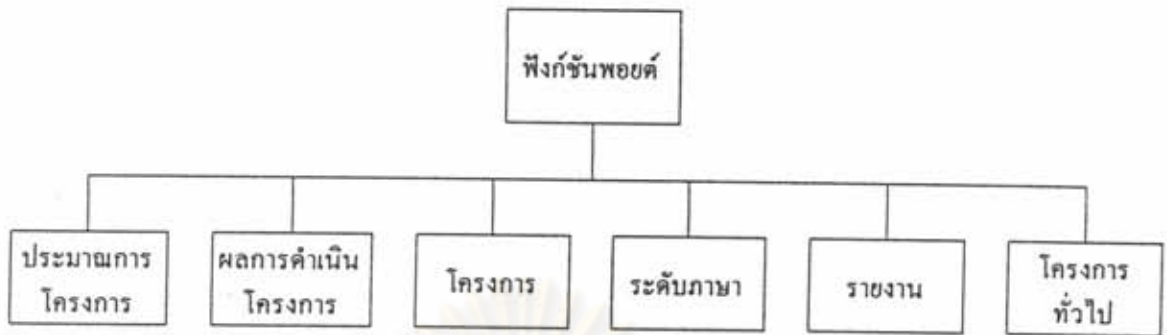 ฟังก์ชันพอยต์
ประมาณการ
โครงการ
ผลการดำเนิน
โครงการ
โครงการ
ระดับภาษา
รายงาน
โครงการ
ทั่วไป